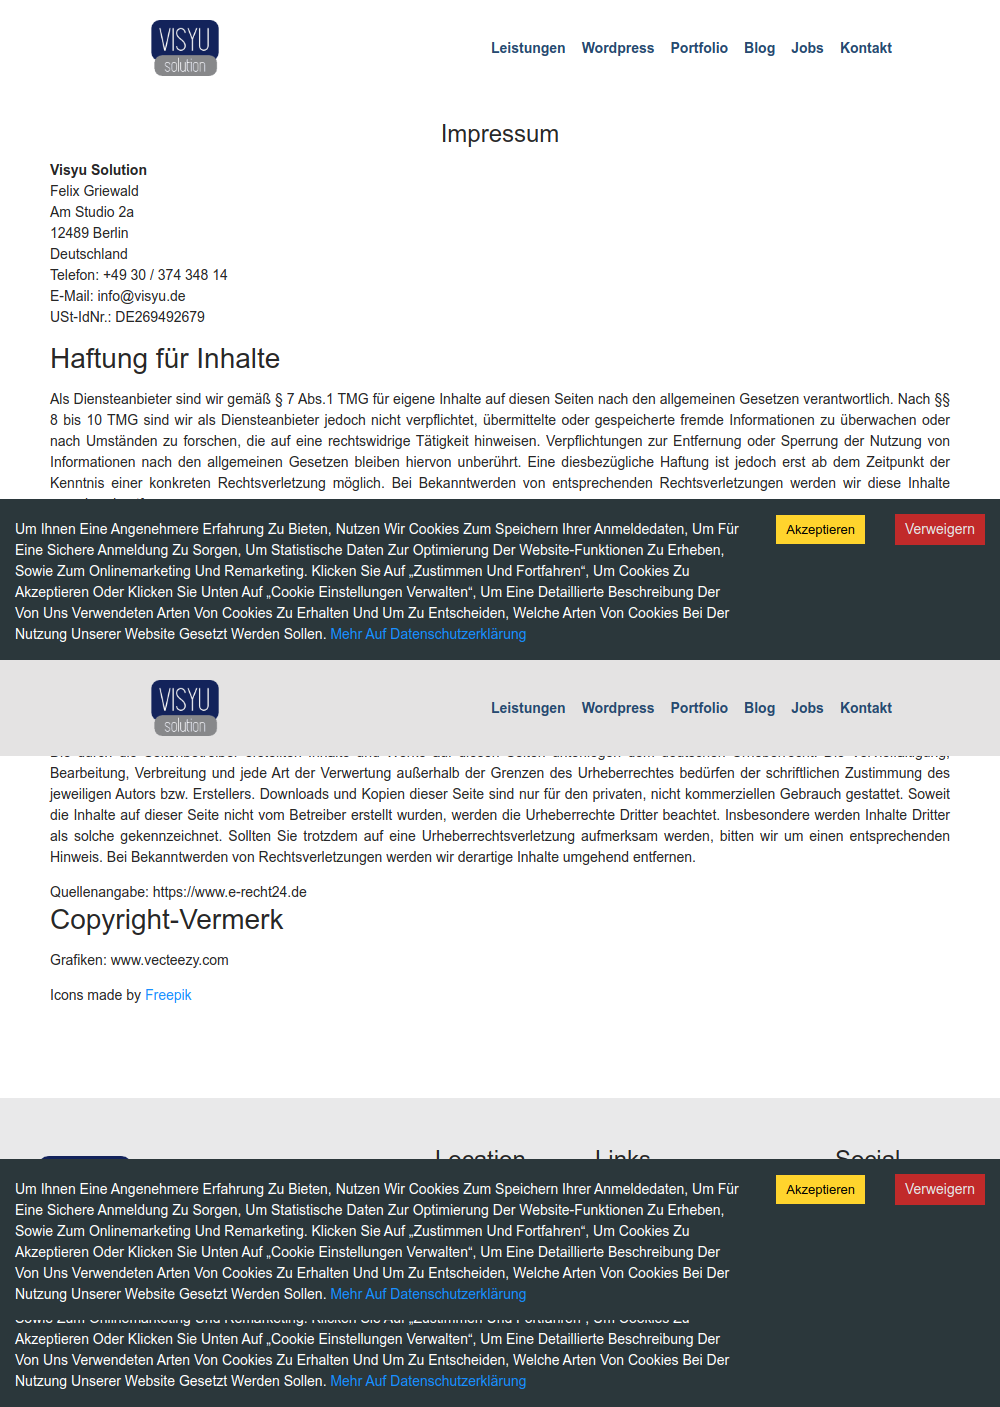 VISYU
solution
Leistungen Wordpress Portfolio Blog Jobs Kontakt
Impressum
Visyu Solution
Felix Griewald
Am Studio 2a
12489 Berlin
Deutschland
Telefon: +49 30 / 374 348 14
E-Mail: info@visyu.de
USt-IdNr.: DE269492679
Haftung für Inhalte
Als Diensteanbieter sind wir gemäß § 7 Abs.1 TMG für eigene Inhalte auf diesen Seiten nach den allgemeinen Gesetzen verantwortlich. Nach §§
8 bis 10 TMG sind wir als Diensteanbieter jedoch nicht verpflichtet, übermittelte oder gespeicherte fremde Informationen zu überwachen oder
nach Umständen zu forschen, die auf eine rechtswidrige Tätigkeit hinweisen. Verpflichtungen zur Entfernung oder Sperrung der Nutzung von
Informationen nach den allgemeinen Gesetzen bleiben hiervon unberührt. Eine diesbezügliche Haftung ist jedoch erst ab dem Zeitpunkt der
Kenntnis einer konkreten Rechtsverletzung möglich. Bei Bekanntwerden von entsprechenden Rechtsverletzungen werden wir diese Inhalte
Um Ihnen Eine Angenehmere Erfahrung Zu Bieten, Nutzen Wir Cookies Zum Speichern Ihrer Anmeldedaten, Um Für
Eine Sichere Anmeldung Zu Sorgen, Um Statistische Daten Zur Optimierung Der Website-Funktionen Zu Erheben,
Sowie Zum Onlinemarketing Und Remarketing. Klicken Sie Auf „Zustimmen Und Fortfahren“, Um Cookies Zu
Akzeptieren Oder Klicken Sie Unten Auf „Cookie Einstellungen Verwalten“, Um Eine Detaillierte Beschreibung Der
Von Uns Verwendeten Arten Von Cookies Zu Erhalten Und Um Zu Entscheiden, Welche Arten Von Cookies Bei Der
Nutzung Unserer Website Gesetzt Werden Sollen. Mehr Auf Datenschutzerklärung
Akzeptieren
Verweigern
VISYU
solution
Leistungen Wordpress Portfolio Blog Jobs Kontakt
Bearbeitung, Verbreitung und jede Art der Verwertung außerhalb der Grenzen des Urheberrechtes bedürfen der schriftlichen Zustimmung des
jeweiligen Autors bzw. Erstellers. Downloads und Kopien dieser Seite sind nur für den privaten, nicht kommerziellen Gebrauch gestattet. Soweit
die Inhalte auf dieser Seite nicht vom Betreiber erstellt wurden, werden die Urheberrechte Dritter beachtet. Insbesondere werden Inhalte Dritter
als solche gekennzeichnet. Sollten Sie trotzdem auf eine Urheberrechtsverletzung aufmerksam werden, bitten wir um einen entsprechenden
Hinweis. Bei Bekanntwerden von Rechtsverletzungen werden wir derartige Inhalte umgehend entfernen.
Quellenangabe: https://www.e-recht24.de
Copyright-Vermerk
Grafiken: www.vecteezy.com
Icons made by Freepik
Location Links Social
Um Ihnen Eine Angenehmere Erfahrung Zu Bieten, Nutzen Wir Cookies Zum Speichern Ihrer Anmeldedaten, Um Für
Eine Sichere Anmeldung Zu Sorgen, Um Statistische Daten Zur Optimierung Der Website-Funktionen Zu Erheben,
Sowie Zum Onlinemarketing Und Remarketing. Klicken Sie Auf „Zustimmen Und Fortfahren“, Um Cookies Zu
Akzeptieren Oder Klicken Sie Unten Auf „Cookie Einstellungen Verwalten“, Um Eine Detaillierte Beschreibung Der
Von Uns Verwendeten Arten Von Cookies Zu Erhalten Und Um Zu Entscheiden, Welche Arten Von Cookies Bei Der
Nutzung Unserer Website Gesetzt Werden Sollen. Mehr Auf Datenschutzerklärung
Akzeptieren
Verweigern
Sowie Zum Onlinemarketing Und Remarketing. Klicken Sie Auf „Zustimmen Und Fortfahren“, Um Cookies Zu
Akzeptieren Oder Klicken Sie Unten Auf „Cookie Einstellungen Verwalten“, Um Eine Detaillierte Beschreibung Der
Von Uns Verwendeten Arten Von Cookies Zu Erhalten Und Um Zu Entscheiden, Welche Arten Von Cookies Bei Der
Nutzung Unserer Website Gesetzt Werden Sollen. Mehr Auf Datenschutzerklärung